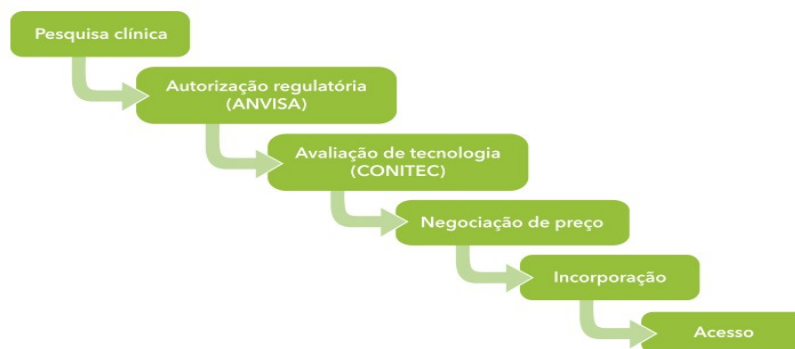 Pesquisa clínica
Autorização regulatória
(ANVISA)
Avaliação de tecnologia
(CONITEC)
Negociação de preço
Incorporação
Acesso